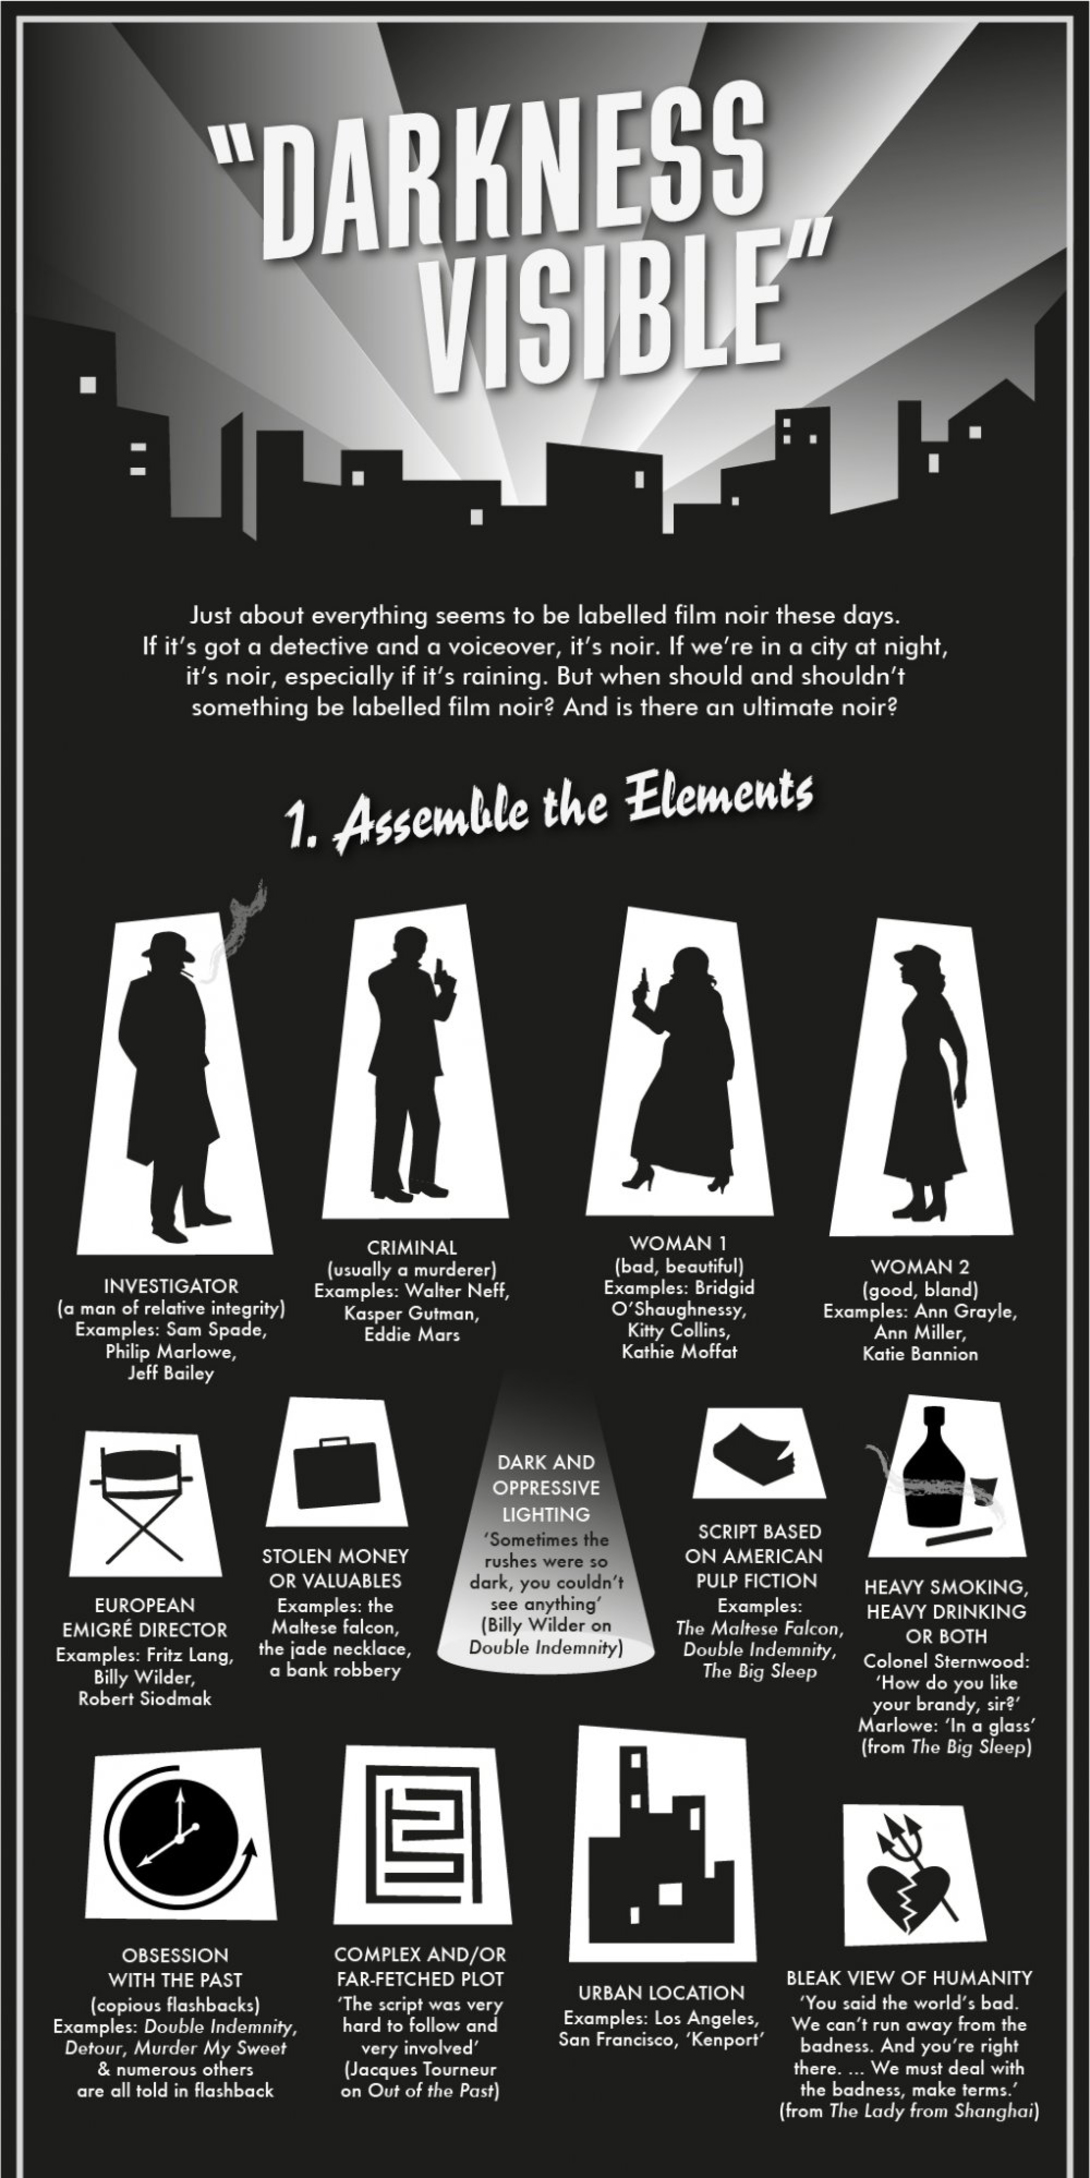 "DARKNESS
VISIBLE"
Just about everything seems to be labelled film noir these days.
If it's got a detective and a voiceover, it's noir. If we're in a city at night,
it's noir, especially if it's raining. But when should and shouldn't
something be labelled film noir? And is there an ultimate noir?
1. Assemble the Elements
INVESTIGATOR
(a man of relative integrity)
Examples: Sam Spade,
Philip Marlowe,
Jeff Bailey
CRIMINAL
(usually a murderer)
Examples: Walter Neff,
Kasper Gutman,
Eddie Mars
WOMAN 1
(bad, beautiful)
Examples: Bridgid
O'Shaughnessy,
Kitty Collins,
Kathie Moffat
WOMAN 2
(good, bland)
Examples: Ann Grayle,
Ann Miller,
Katie Bannion
EUROPEAN
EMIGRÉ DIRECTOR
Examples: Fritz Lang,
Billy Wilder,
Robert Siodmak
STOLEN MONEY
OR VALUABLES
Examples: the
Maltese falcon,
the jade necklace,
a bank robbery
DARK AND
OPPRESSIVE
LIGHTING
'Sometimes the
rushes were so
dark, you couldn't
see anything'
(Billy Wilder on
Double Indemnity)
SCRIPT BASED
ON AMERICAN
PULP FICTION
Examples:
The Maltese Falcon,
Double Indemnity,
The Big Sleep
HEAVY SMOKING,
HEAVY DRINKING
OR BOTH
Colonel Sternwood:
'How do you like
your brandy, sir?'
Marlowe: 'In a glass'
(from The Big Sleep)
OBSESSION
WITH THE PAST
(copious flashbacks)
Examples: Double Indemnity,
Detour, Murder My Sweet
& numerous others
are all told in flashback
COMPLEX AND/OR
FAR-FETCHED PLOT
'The script was very
hard to follow and
very involved'
(Jacques Tourneur
on Out of the Past)
URBAN LOCATION
Examples: Los Angeles,
San Francisco, 'Kenport'
BLEAK VIEW OF HUMANITY
'You said the world's bad.
We can't run away from the
badness. And you're right
there. ... We must deal with
the badness, make terms.'
(from The Lady from Shanghai)